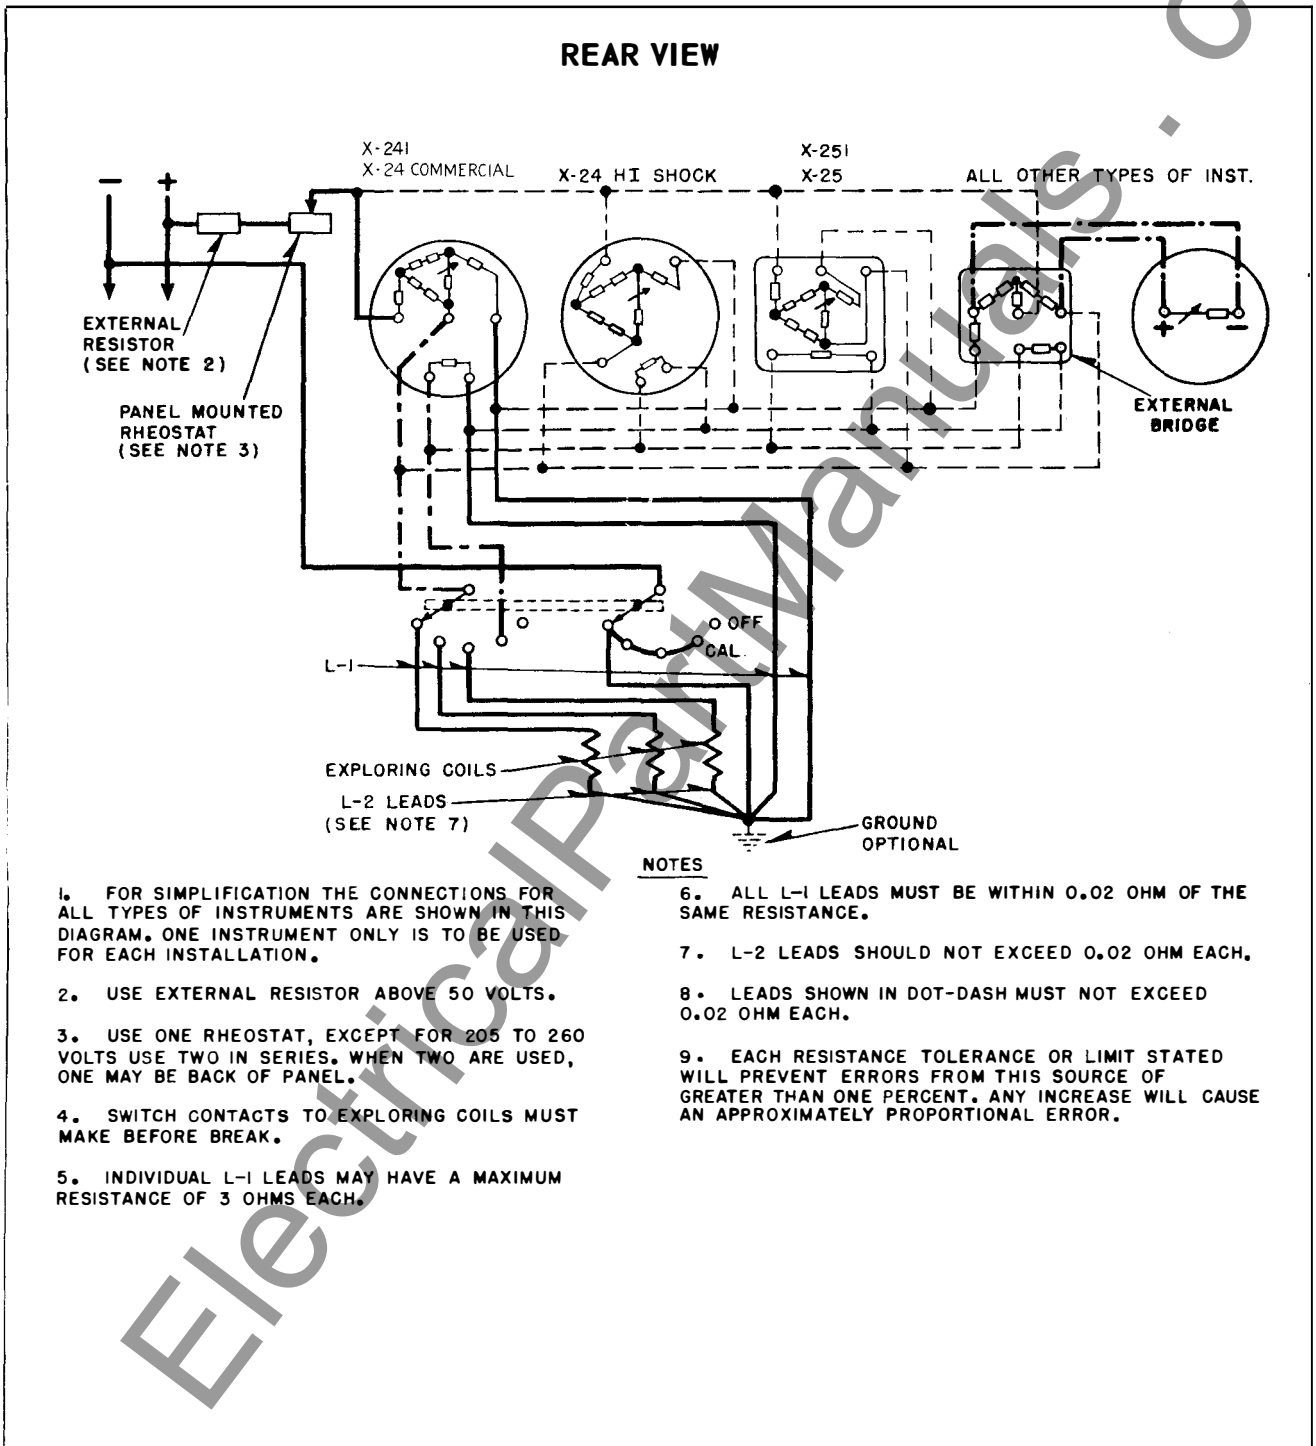 REAR VIEW
X-241
X-24 COMMERCIAL
X-24 HI SHOCK
X-251
X-25
ALL OTHER TYPES OF INST.
− +
EXTERNAL
RESISTOR
(SEE NOTE 2)
PANEL MOUNTED
RHEOSTAT
(SEE NOTE 3)
+ −
EXTERNAL
BRIDGE
OFF
CAL.
L-1
EXPLORING COILS
L-2 LEADS
(SEE NOTE 7)
GROUND
OPTIONAL
NOTES
1. FOR SIMPLIFICATION THE CONNECTIONS FOR
ALL TYPES OF INSTRUMENTS ARE SHOWN IN THIS
DIAGRAM. ONE INSTRUMENT ONLY IS TO BE USED
FOR EACH INSTALLATION.
2. USE EXTERNAL RESISTOR ABOVE 50 VOLTS.
3. USE ONE RHEOSTAT, EXCEPT FOR 205 TO 260
VOLTS USE TWO IN SERIES. WHEN TWO ARE USED,
ONE MAY BE BACK OF PANEL.
4. SWITCH CONTACTS TO EXPLORING COILS MUST
MAKE BEFORE BREAK.
5. INDIVIDUAL L-1 LEADS MAY HAVE A MAXIMUM
RESISTANCE OF 3 OHMS EACH.
6. ALL L-1 LEADS MUST BE WITHIN 0.02 OHM OF THE
SAME RESISTANCE.
7. L-2 LEADS SHOULD NOT EXCEED 0.02 OHM EACH.
8. LEADS SHOWN IN DOT-DASH MUST NOT EXCEED
0.02 OHM EACH.
9. EACH RESISTANCE TOLERANCE OR LIMIT STATED
WILL PREVENT ERRORS FROM THIS SOURCE OF
GREATER THAN ONE PERCENT. ANY INCREASE WILL CAUSE
AN APPROXIMATELY PROPORTIONAL ERROR.
ElectricalPartManuals . c